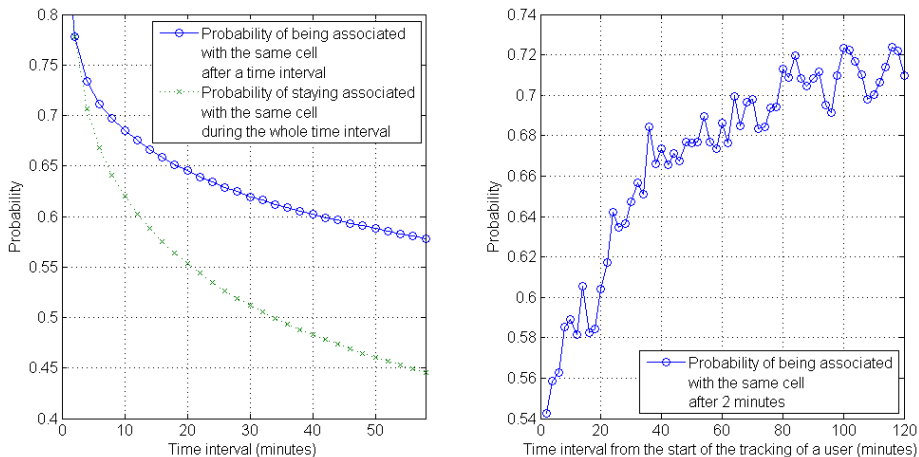 0.8
0.75
0.7
0.65
0.6
0.55
0.5
0.45
0.4
Probability
0
10
20
30
40
50
Time interval (minutes)
Probability of being associated
with the same cell
after a time interval
Probability of staying associated
with the same cell
during the whole time interval
0.74
0.72
0.7
0.68
0.66
0.64
0.62
0.6
0.58
0.56
0.54
Probability
0
20
40
60
80
100
120
Time interval from the start of the tracking of a user (minutes)
Probability of being associated
with the same cell
after 2 minutes